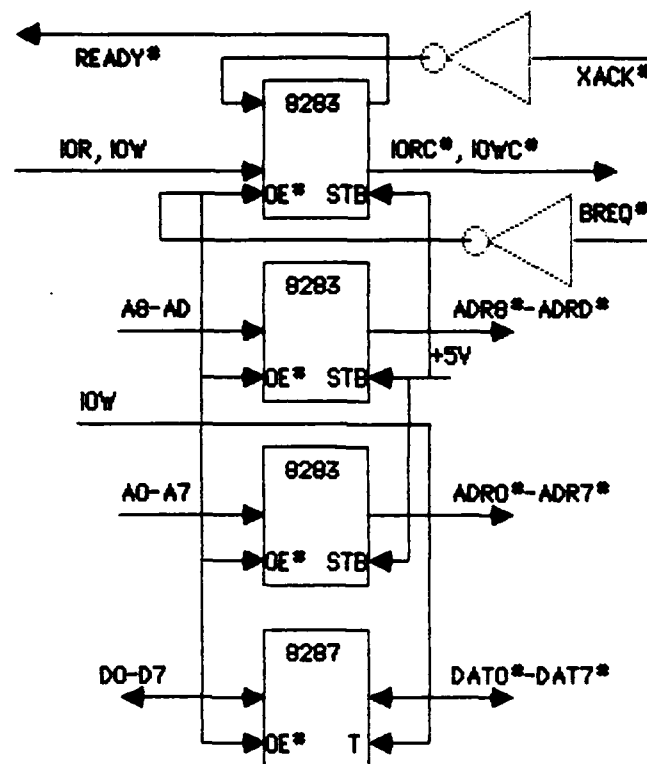 READY*
XACK*
8283
IOR, IOW
IORC*, IOWC*
OE* STB
BREQ*
8283
A8-AD
ADR8*-ADRD*
+5V
OE* STB
IOW
8283
A0-A7
ADR0*-ADR7*
OE* STB
8287
D0-D7
DAT0*-DAT7*
OE* T